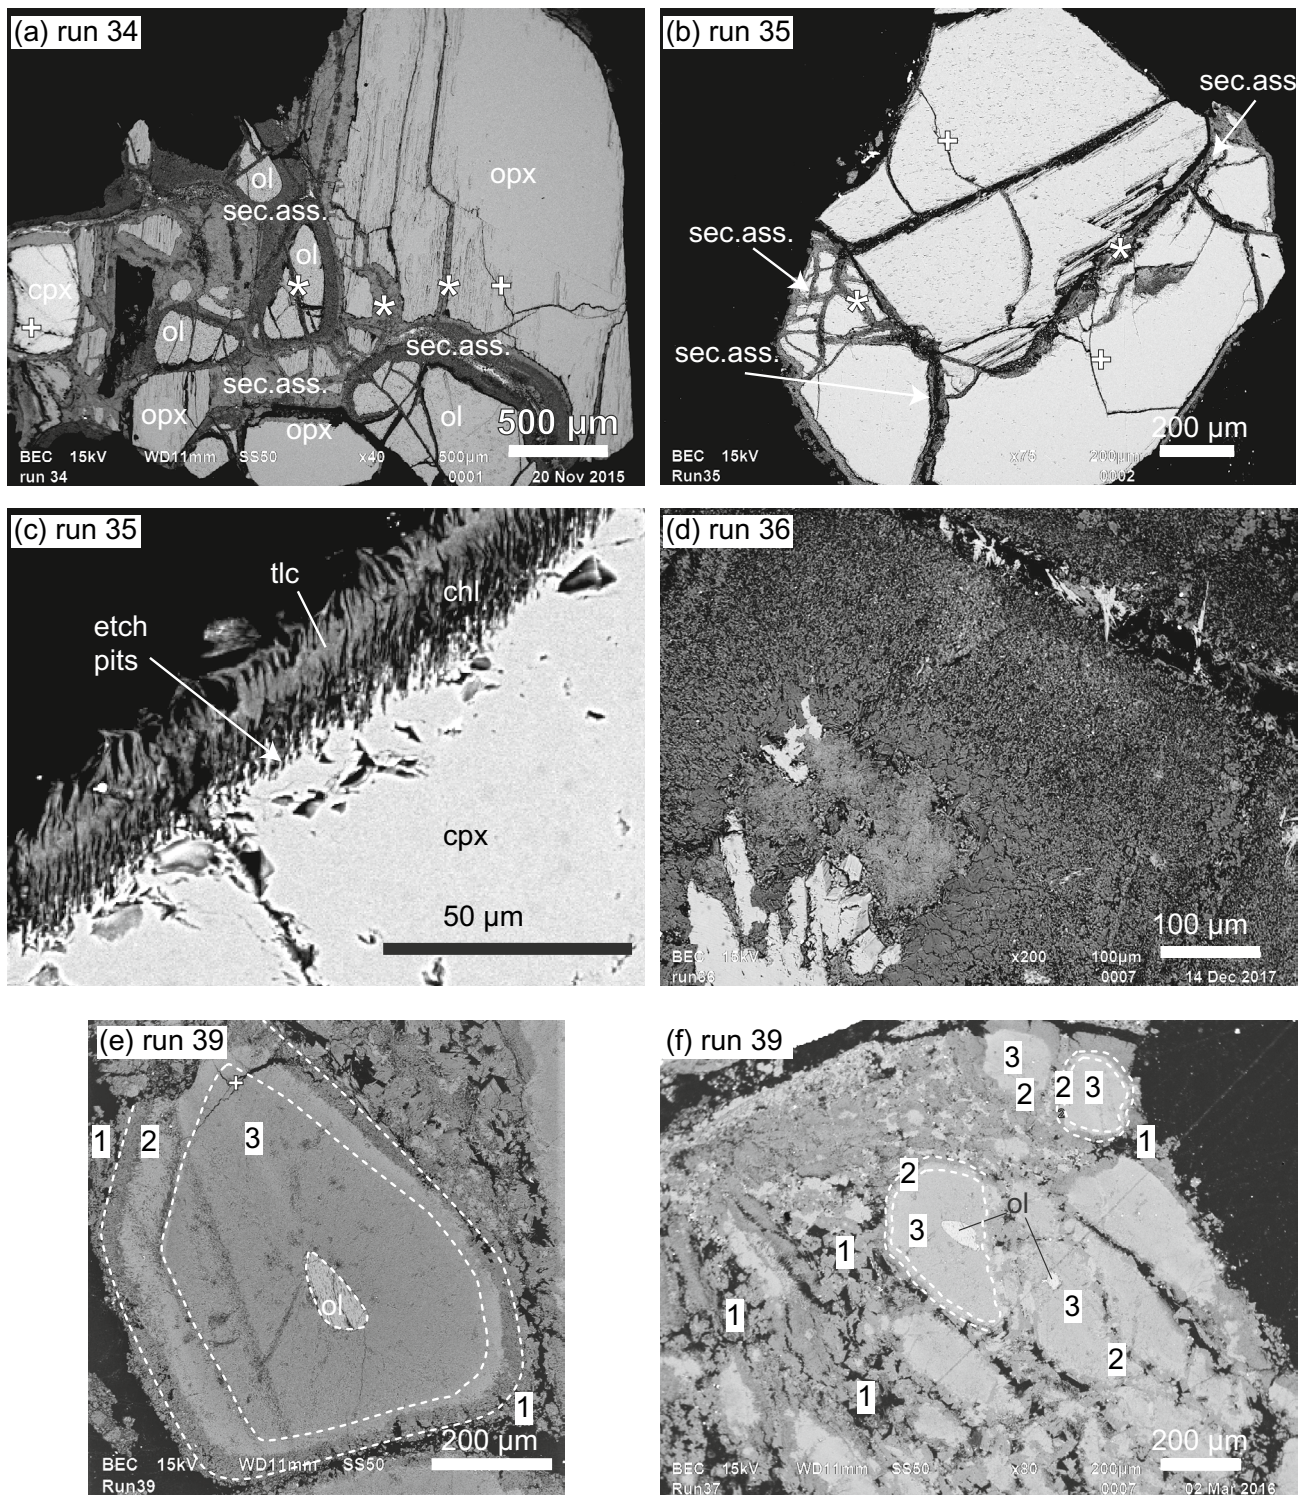 (a) run 34
ol
opx
sec.ass.
cpx
ol
ol
sec.ass.
sec.ass.
opx
opx
ol
500 µm
BEC 15kV WD11mm SS50 x40 500µm
run 34 0001 20 Nov 2015
(b) run 35
sec.ass.
sec.ass.
sec.ass.
200 µm
BEC 15kV x75 200µm
Run35 0002
(c) run 35
tlc
chl
etch
pits
cpx
50 µm
(d) run 36
100 µm
BEC 15kV x200 100µm
run36 0007 14 Dec 2017
(e) run 39
1
2
3
ol
1
200 µm
BEC 15kV WD11mm SS50
Run39
(f) run 39
3
2
2
3
1
2
3
ol
1
3
1
2
1
200 µm
BEC 15kV WD11mm SS50 x80 200µm
Run37 0007 02 Mar 2016